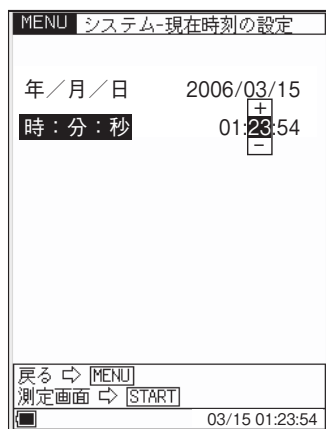 MENU システム-現在時刻の設定
年／月／日 2006/03/15
+
時：分：秒 01:23:54
−
戻る ⇨ MENU
測定画面 ⇨ START
03/15 01:23:54